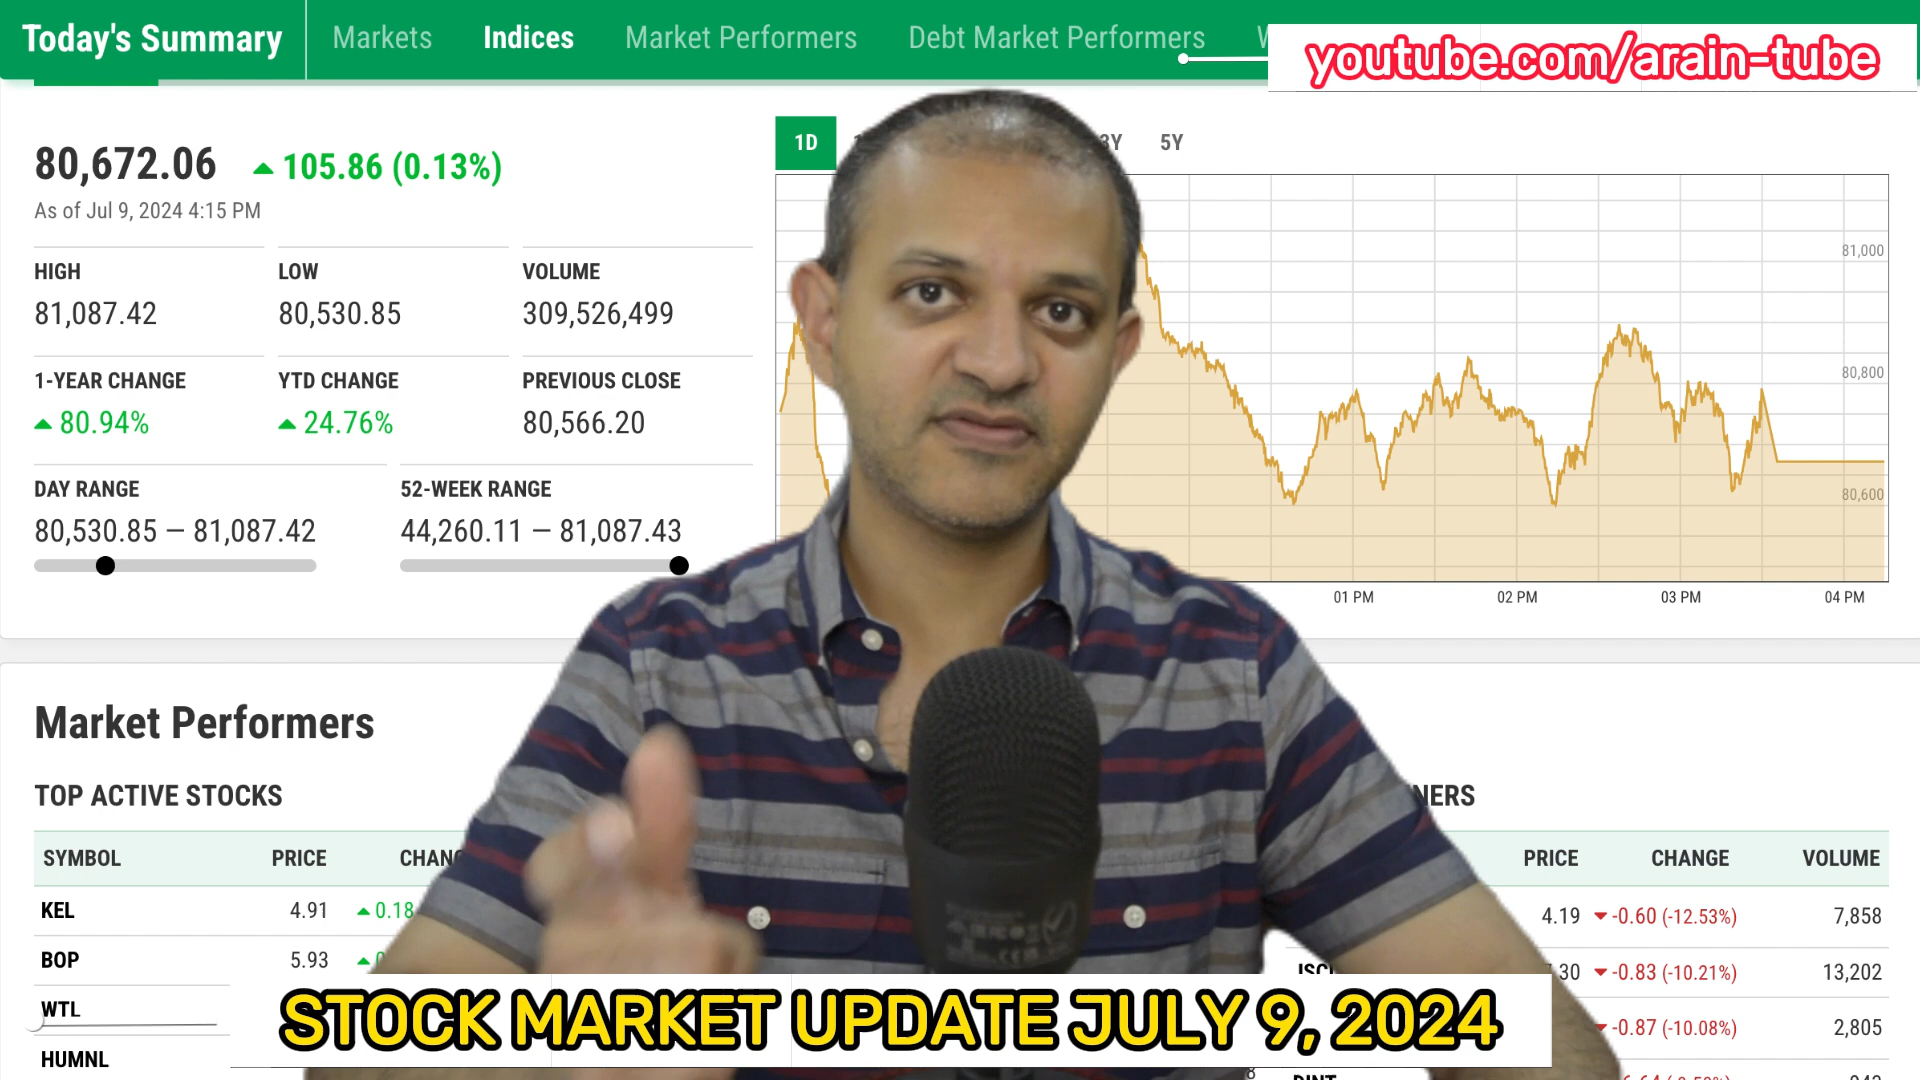 Today's Summary Markets Indices Market Performers Debt Market Performers
youtube.com/arain-tube
80,672.06 105.86 (0.13%)
As of Jul 9, 2024 4:15 PM
HIGH LOW VOLUME
81,087.42 80,530.85 309,526,499
1-YEAR CHANGE YTD CHANGE PREVIOUS CLOSE
80.94% 24.76% 80,566.20
DAY RANGE 52-WEEK RANGE
80,530.85 — 81,087.42 44,260.11 — 81,087.43
1D 3Y 5Y
81,000
80,800
80,600
01 PM 02 PM 03 PM 04 PM
Market Performers
TOP ACTIVE STOCKS
SYMBOL PRICE
KEL 4.91 0.18
BOP 5.93
WTL
HUMNL
PRICE CHANGE VOLUME
4.19 -0.60 (-12.53%) 7,858
-0.83 (-10.21%) 13,202
-0.87 (-10.08%) 2,805
STOCK MARKET UPDATE JULY 9, 2024